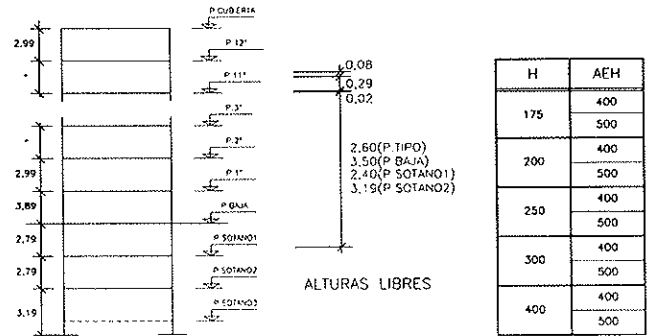 P CUBIERTA
2.99
P 12ª
P 11ª
P.3ª
P.2ª
2.99
P 1ª
3,89
P BAJA
2,79
P SOTANO1
2,79
P SOTANO2
3,19
P SOTANO3
0,08
0,29
0,02
2,60(P.TIPO)
3,50(P BAJA)
2,40(P SOTANO1)
3,19(P SOTANO2)
ALTURAS LIBRES
H AEH
175 400
500
200 400
500
250 400
500
300 400
500
400 400
500